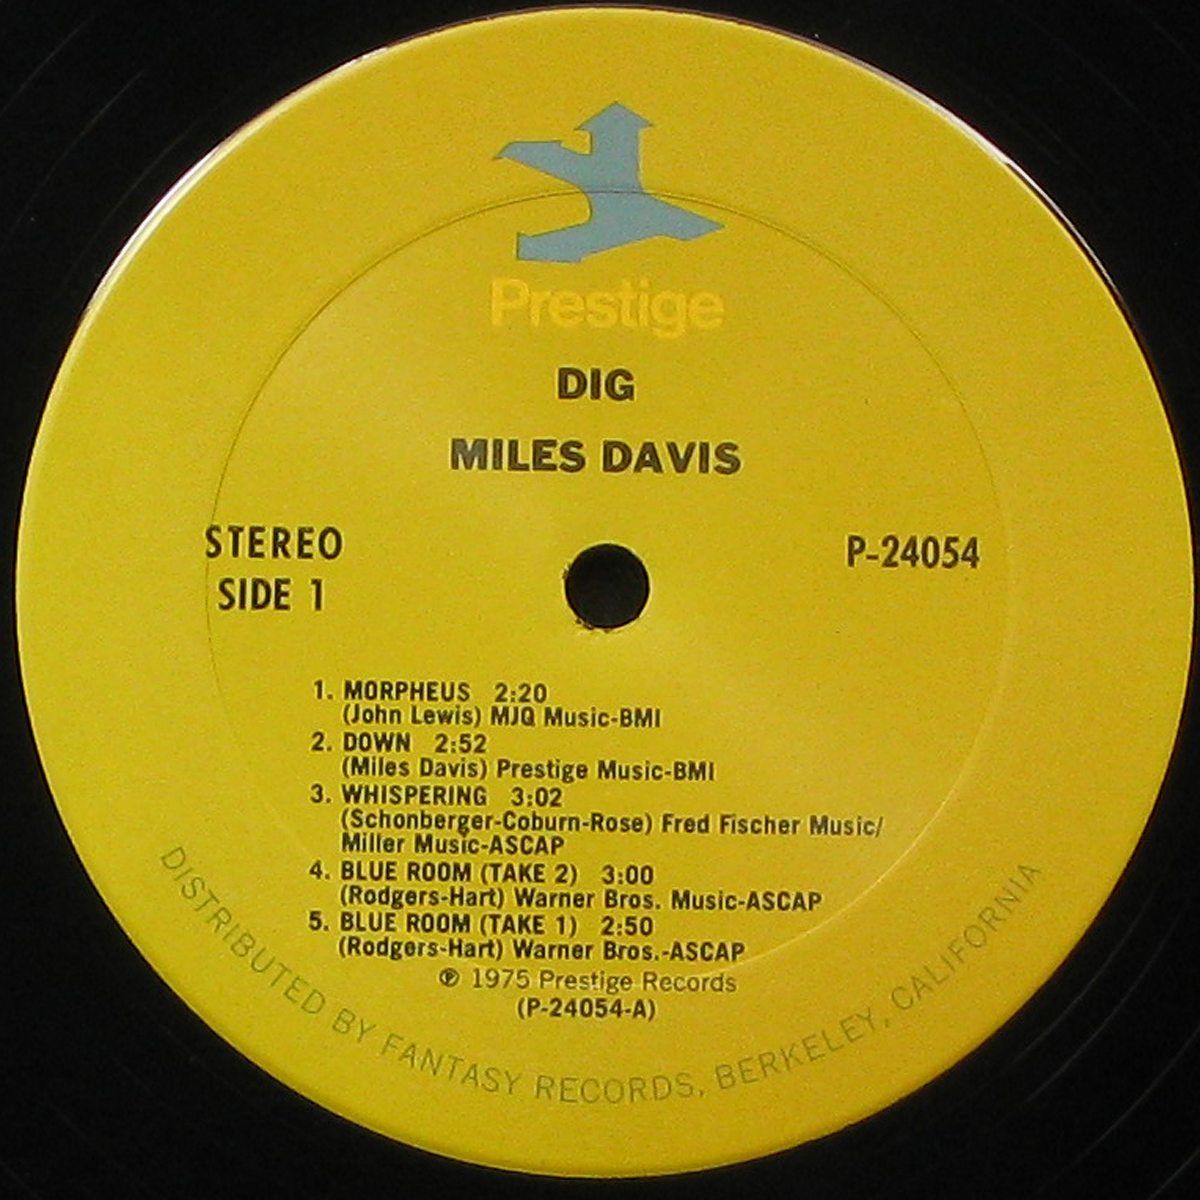 Prestige
DIG
MILES DAVIS
STEREO
SIDE 1
P-24054
1. MORPHEUS 2:20
(John Lewis) MJQ Music-BMI
2. DOWN 2:52
(Miles Davis) Prestige Music-BMI
3. WHISPERING 3:02
(Schonberger-Coburn-Rose) Fred Fischer Music/
Miller Music-ASCAP
4. BLUE ROOM (TAKE 2) 3:00
(Rodgers-Hart) Warner Bros. Music-ASCAP
5. BLUE ROOM (TAKE 1) 2:50
(Rodgers-Hart) Warner Bros.-ASCAP
℗ 1975 Prestige Records
(P-24054-A)
DISTRIBUTED BY FANTASY RECORDS, BERKELEY, CALIFORNIA